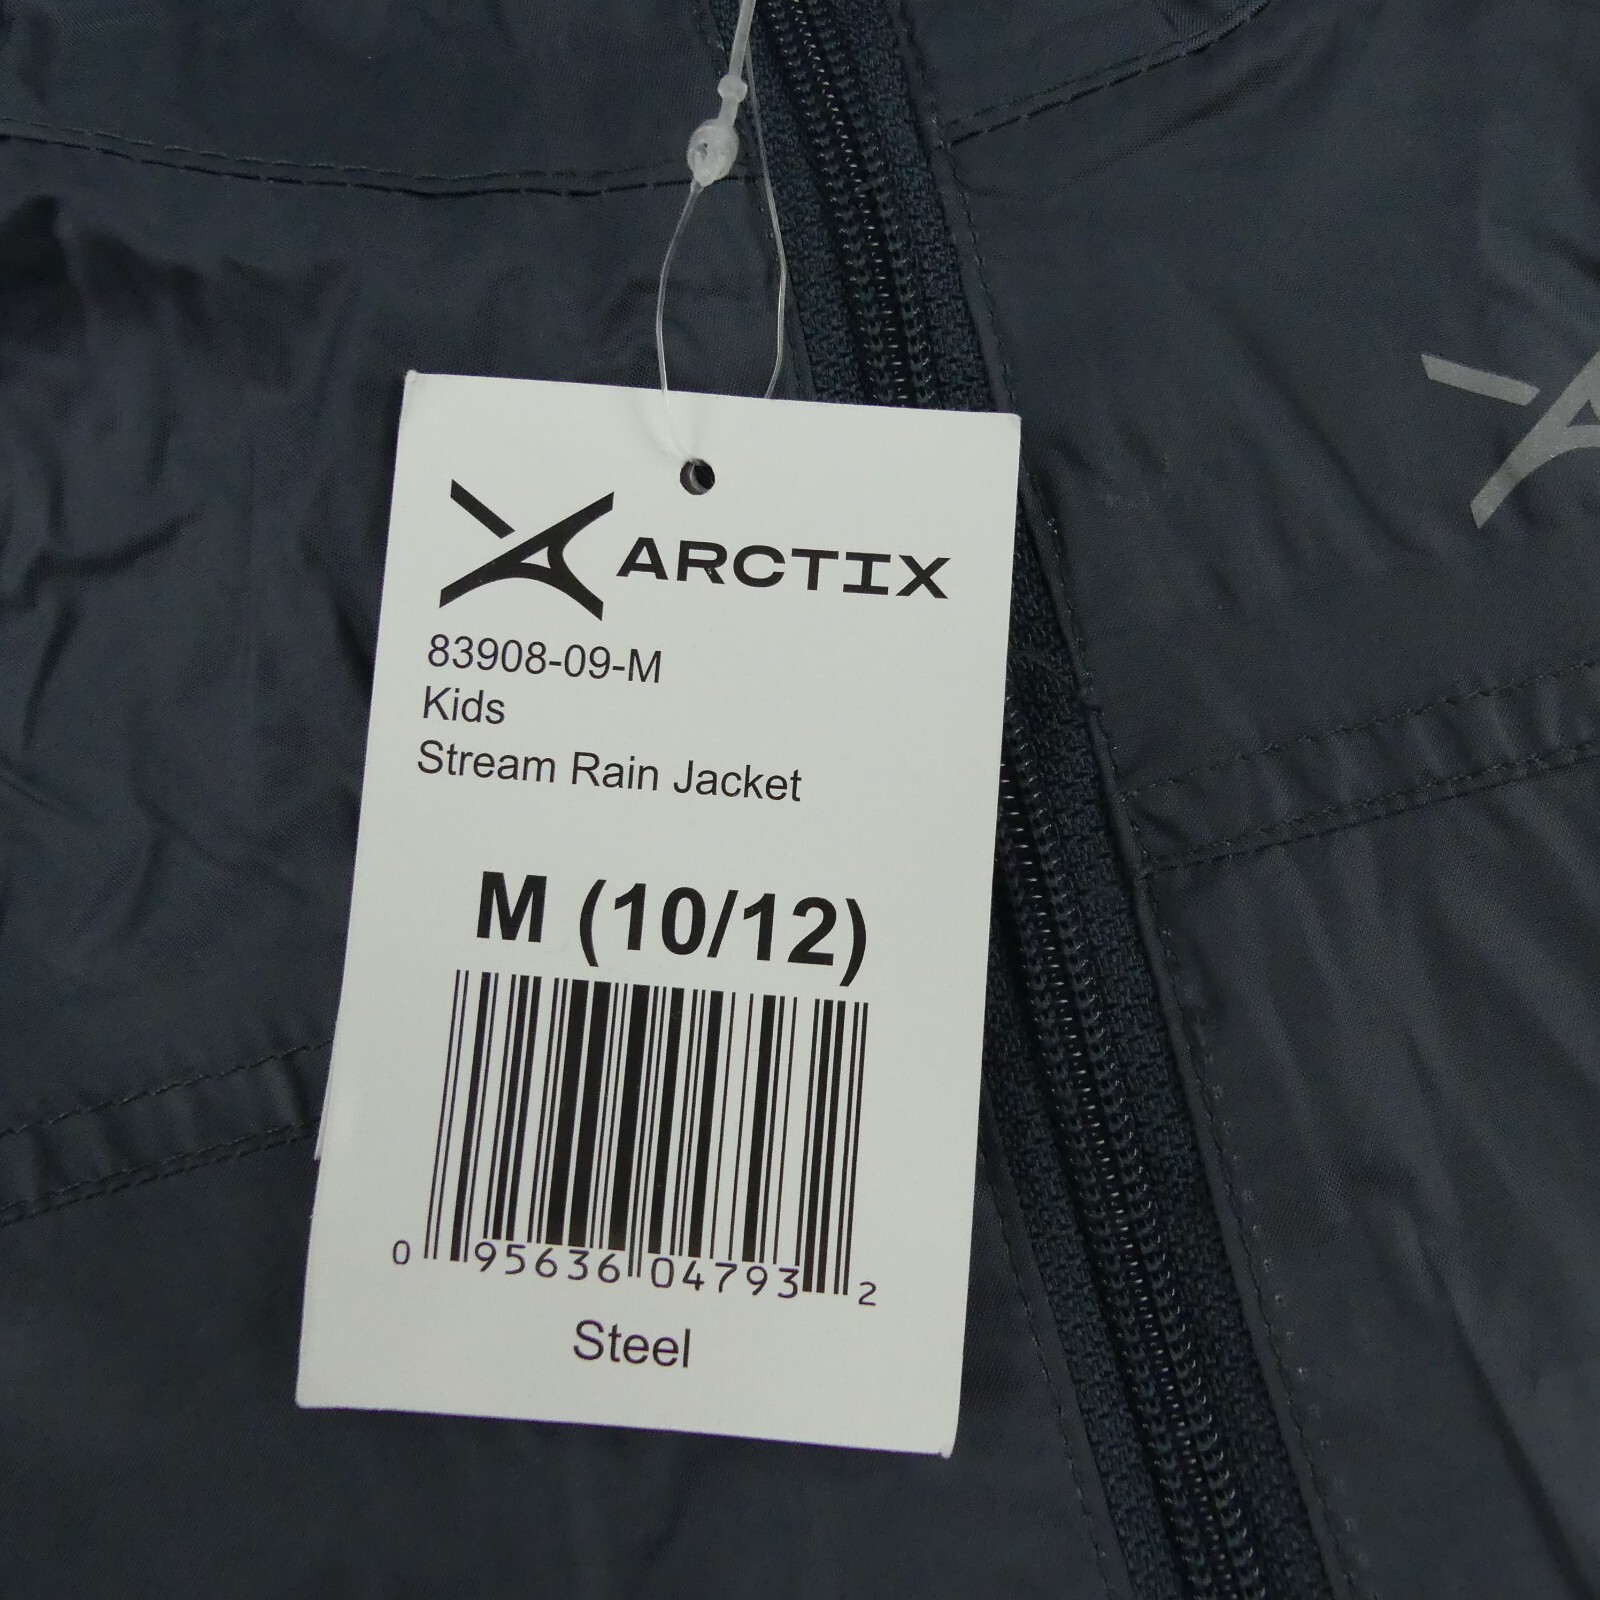 ARCTIX
83908-09-M
Kids
Stream Rain Jacket
M (10/12)
0 95636 04793 2
Steel